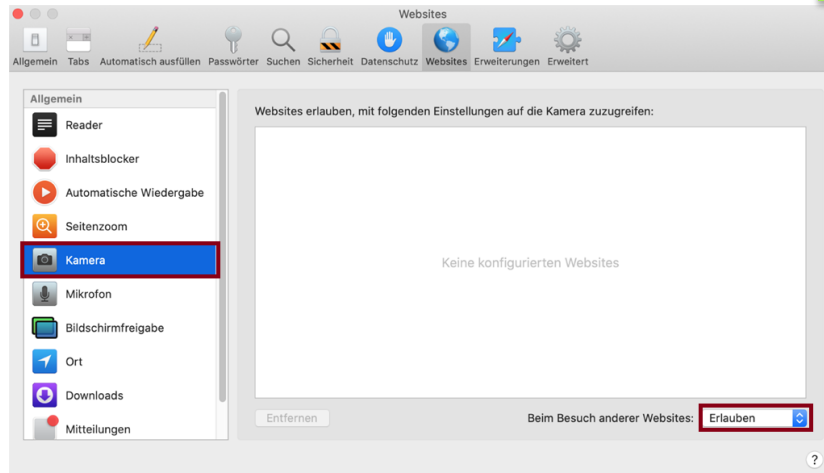 Websites
Allgemein Tabs Automatisch ausfüllen Passwörter Suchen Sicherheit Datenschutz Websites Erweiterungen Erweitert
Allgemein
Reader
Inhaltsblocker
Automatische Wiedergabe
Seitenzoom
Kamera
Mikrofon
Bildschirmfreigabe
Ort
Downloads
Mitteilungen
Websites erlauben, mit folgenden Einstellungen auf die Kamera zuzugreifen:
Keine konfigurierten Websites
Entfernen
Beim Besuch anderer Websites: Erlauben
?